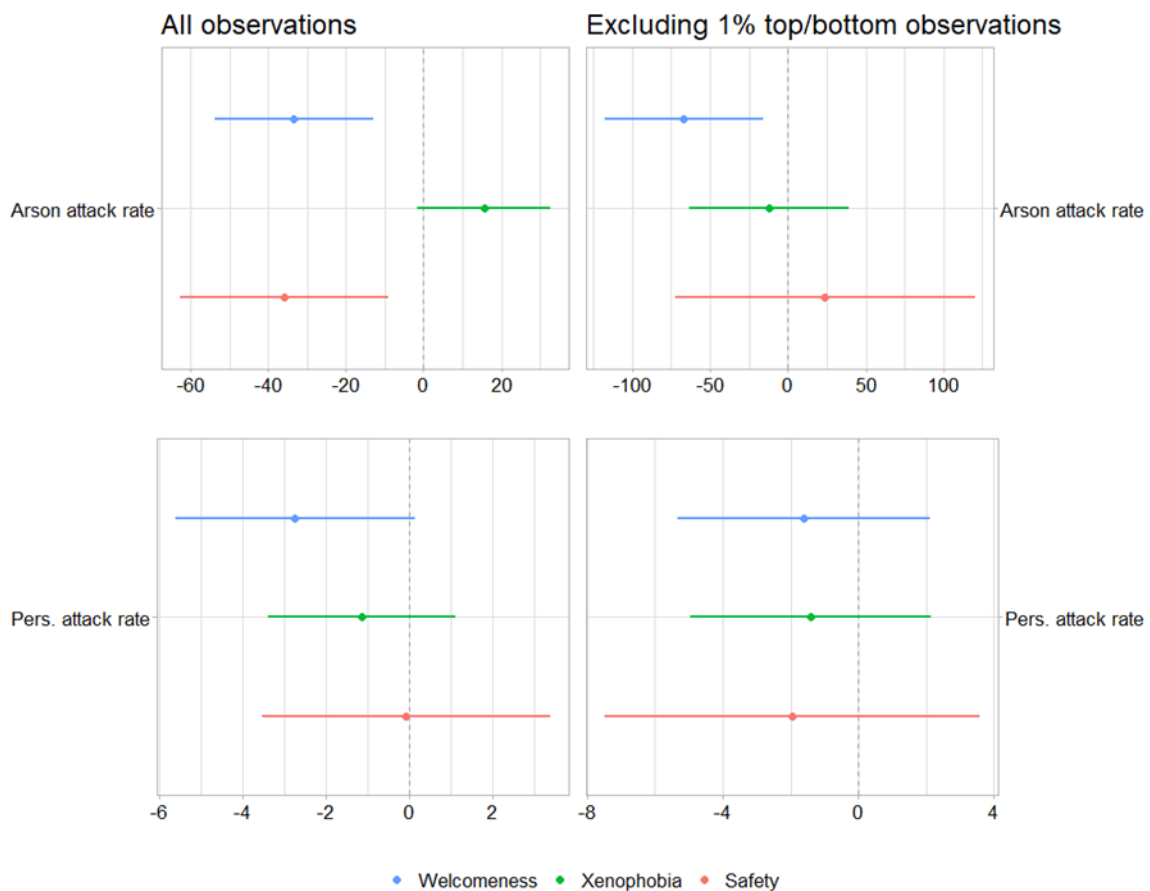 All observations
Excluding 1% top/bottom observations
Arson attack rate
Arson attack rate
-60 -40 -20 0 20
-100 -50 0 50 100
Pers. attack rate
Pers. attack rate
-6 -4 -2 0 2
-8 -4 0 4
Welcomeness Xenophobia Safety